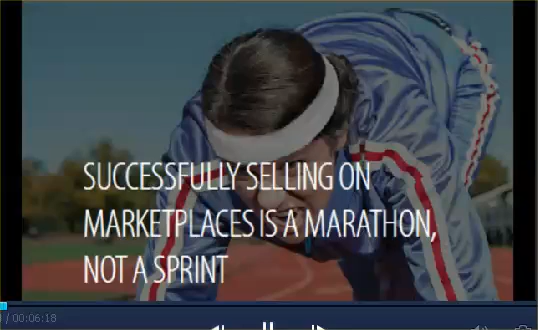 SUCCESSFULLY SELLING ON
MARKETPLACES IS A MARATHON,
NOT A SPRINT
/ 00:06:18